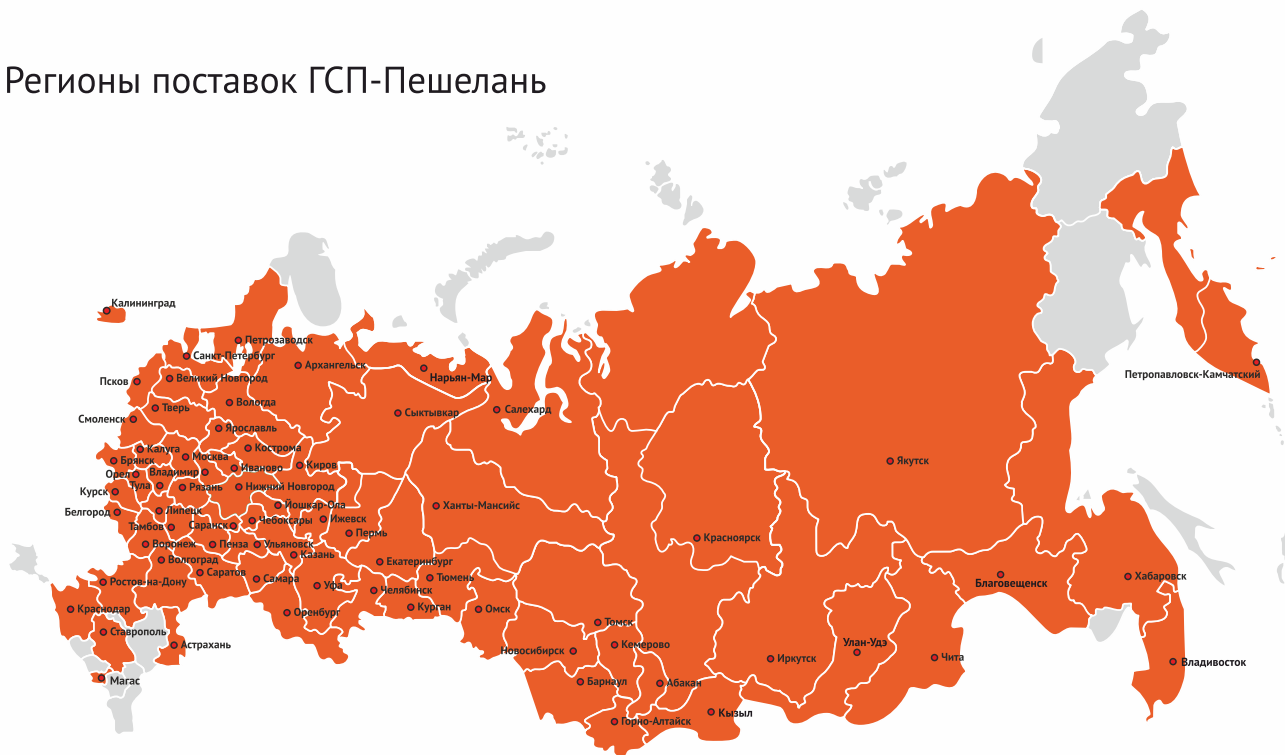 Регионы поставок ГСП-Пешелань
Калининград
Петрозаводск
Санкт-Петербург
Архангельск
Нарьян-Мар
Петропавловск-Камчатский
Псков
Великий Новгород
Вологда
Тверь
Сыктывкар
Салехард
Смоленск
Ярославль
Калуга
Кострома
Москва
Брянск
Иваново
Киров
Якутск
Орел
Владимир
Тула
Рязань
Нижний Новгород
Курск
Йошкар-Ола
Ханты-Мансийс
Белгород
Липецк
Чебоксары
Ижевск
Тамбов
Саранск
Пермь
Красноярск
Воронеж
Пенза
Ульяновск
Казань
Волгоград
Екатеринбург
Саратов
Самара
Тюмень
Ростов-на-Дону
Уфа
Челябинск
Благовещенск
Хабаровск
Краснодар
Оренбург
Курган
Омск
Томск
Ставрополь
Астрахань
Кемерово
Улан-Удэ
Новосибирск
Иркутск
Чита
Владивосток
Магас
Барнаул
Абакан
Кызыл
Горно-Алтайск